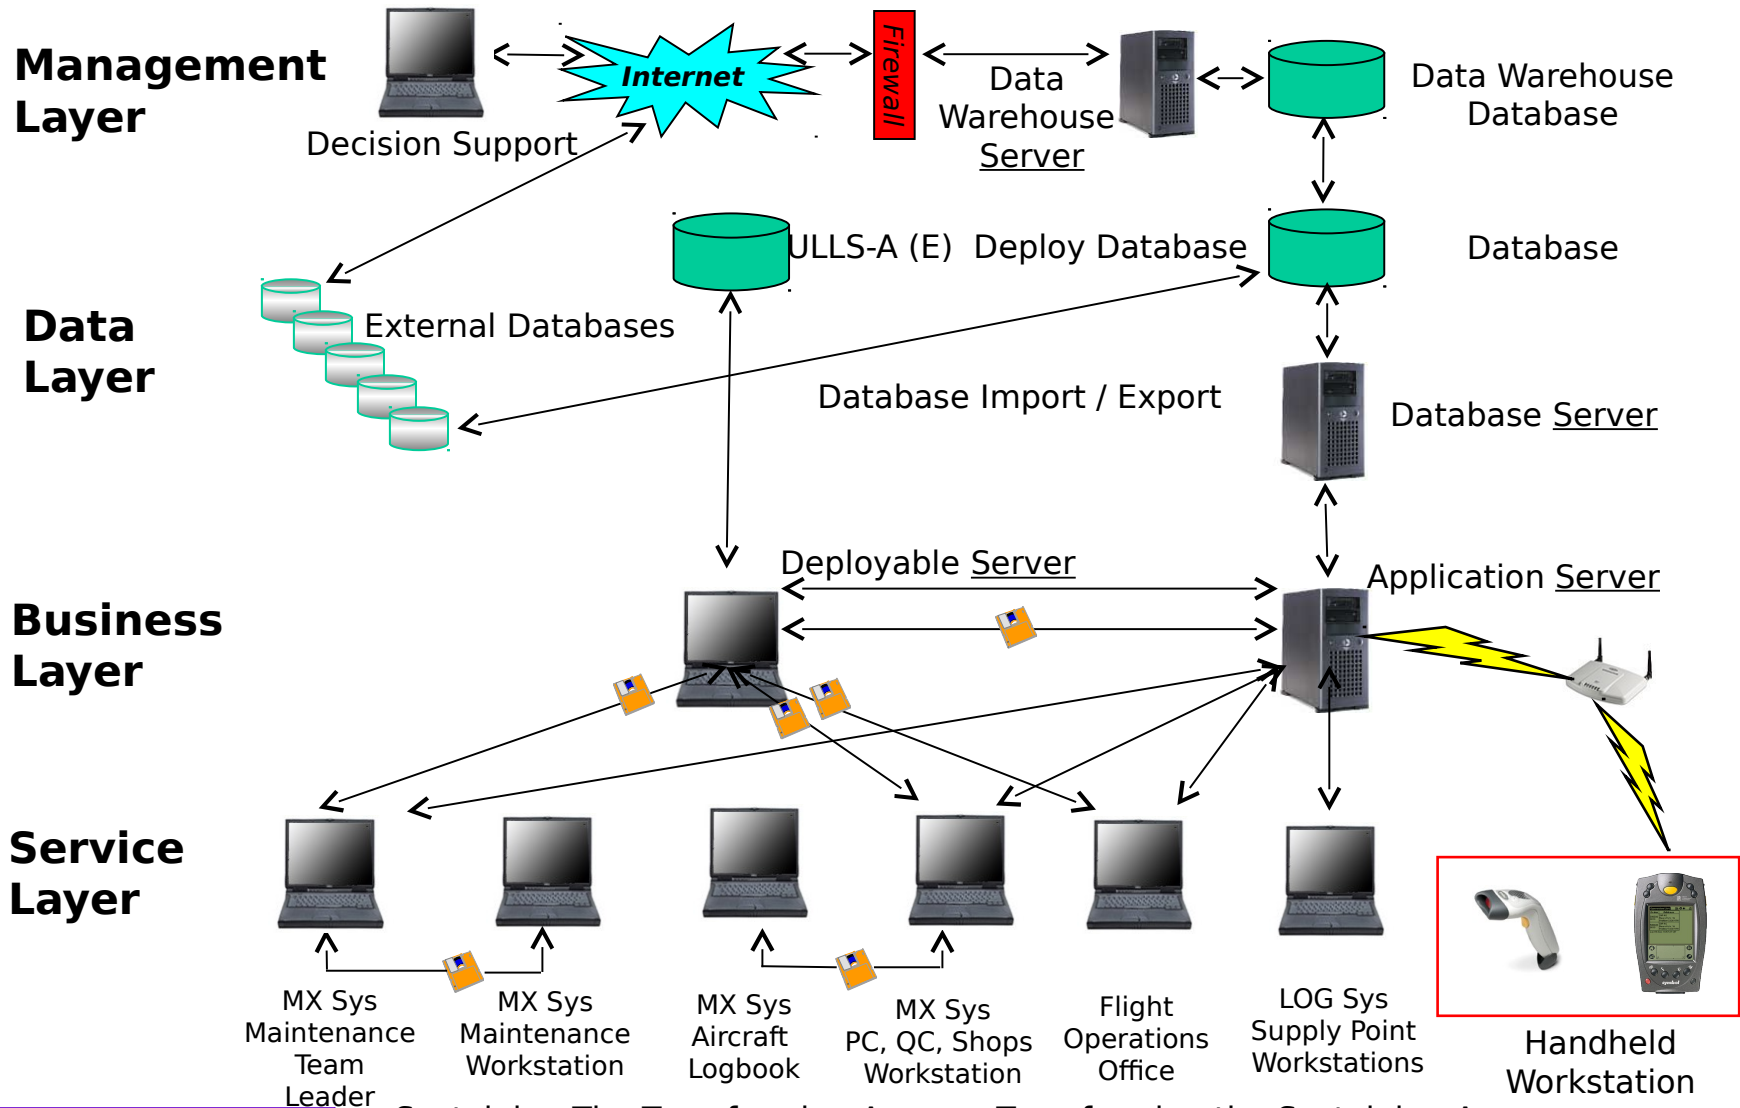 Management
Layer
Decision Support
Internet
Firewall
Data
Warehouse
Server
Data Warehouse
Database
Data
Layer
ULLS-A (E)  Deploy Database
Database
External Databases
Database Import / Export
Database Server
Business
Layer
Deployable Server
Application Server
Service
Layer
MX Sys
Maintenance
Team
Leader
MX Sys
Maintenance
Workstation
MX Sys
Aircraft
Logbook
MX Sys
PC, QC, Shops
Workstation
Flight
Operations
Office
LOG Sys
Supply Point
Workstations
Handheld
Workstation